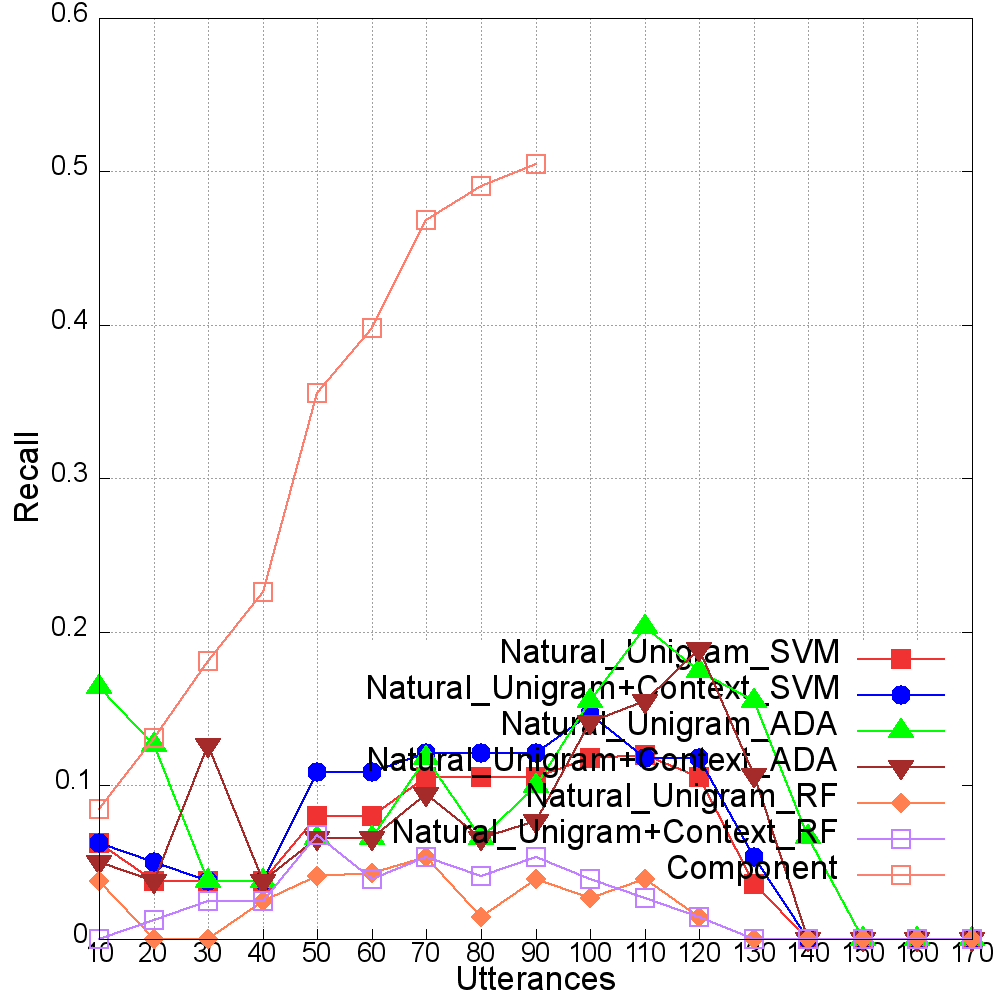 0.6
0.5
0.4
0.3
0.2
0.1
0
Recall
Natural_Unigram_SVM
Natural_Unigram+Context_SVM
Natural_Unigram_ADA
Natural_Unigram+Context_ADA
Natural_Unigram_RF
Natural_Unigram+Context_RF
Component
10 20 30 40 50 60 70 80 90 100 110 120 130 140 150 160 170
Utterances